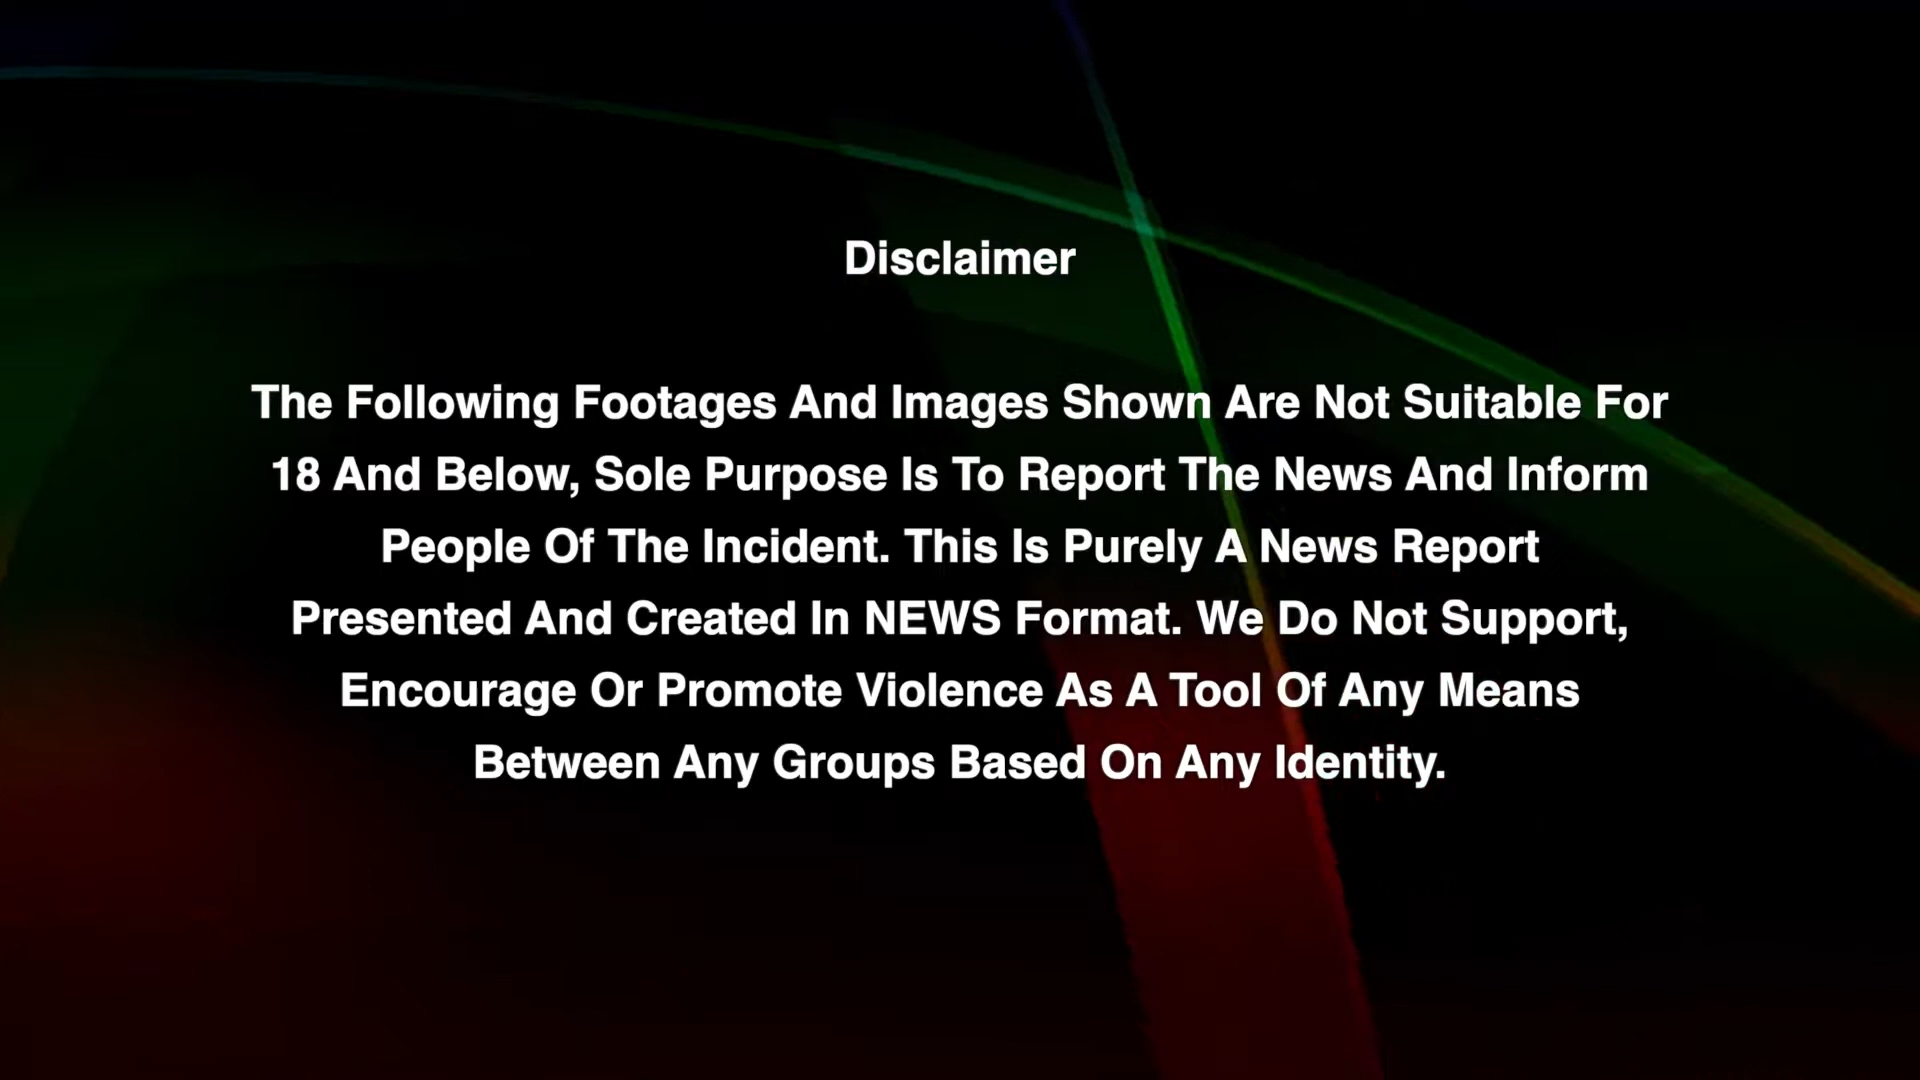 Disclaimer
The Following Footages And Images Shown Are Not Suitable For
18 And Below, Sole Purpose Is To Report The News And Inform
People Of The Incident. This Is Purely A News Report
Presented And Created In NEWS Format. We Do Not Support,
Encourage Or Promote Violence As A Tool Of Any Means
Between Any Groups Based On Any Identity.